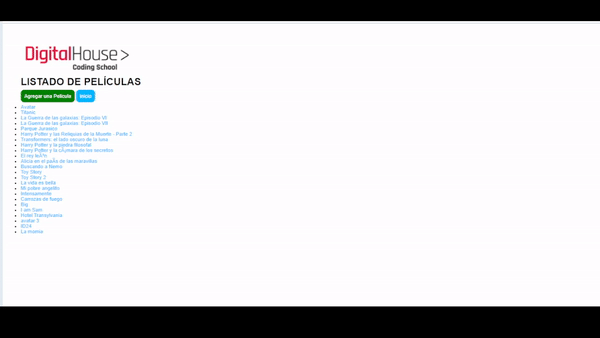 DigitalHouse>
Coding School
LISTADO DE PELÍCULAS
Agregar una Película Inicio
Avatar
Titanic
La Guerra de las galaxias: Episodio VI
La Guerra de las galaxias: Episodio VII
Parque Jurasico
Harry Potter y las Reliquias de la Muerte - Parte 2
Transformers: el lado oscuro de la luna
Harry Potter y la piedra filosofal
Harry Potter y la cÃ¡mara de los secretos
El rey leÃ³n
Alicia en el paÃs de las maravillas
Buscando a Nemo
Toy Story
Toy Story 2
La vida es bella
Mi pobre angelito
Intensamente
Carrozas de fuego
Big
I am Sam
Hotel Transylvania
avatar 3
La momia